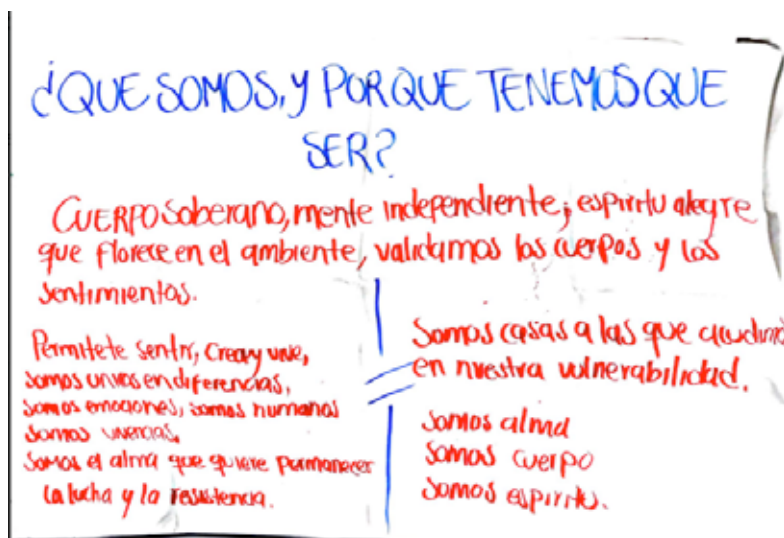 ¿QUE SOMOS, Y PORQUE TENEMOS QUE
SER?
CUERPO soberano, mente independiente, espiritu alegre
que florece en el ambiente, validamos los cuerpos y los
sentimientos.
Permitete sentir, Crear y vive,
somos unicos en diferencias,
somos emociones, somos humanos
somos vivencias,
somos el alma que quiere permanecer
la lucha y la resistencia.
Somos casas a las que acudimos
en nuestra vulnerabilidad.
somos alma
somos cuerpo
somos espiritu.